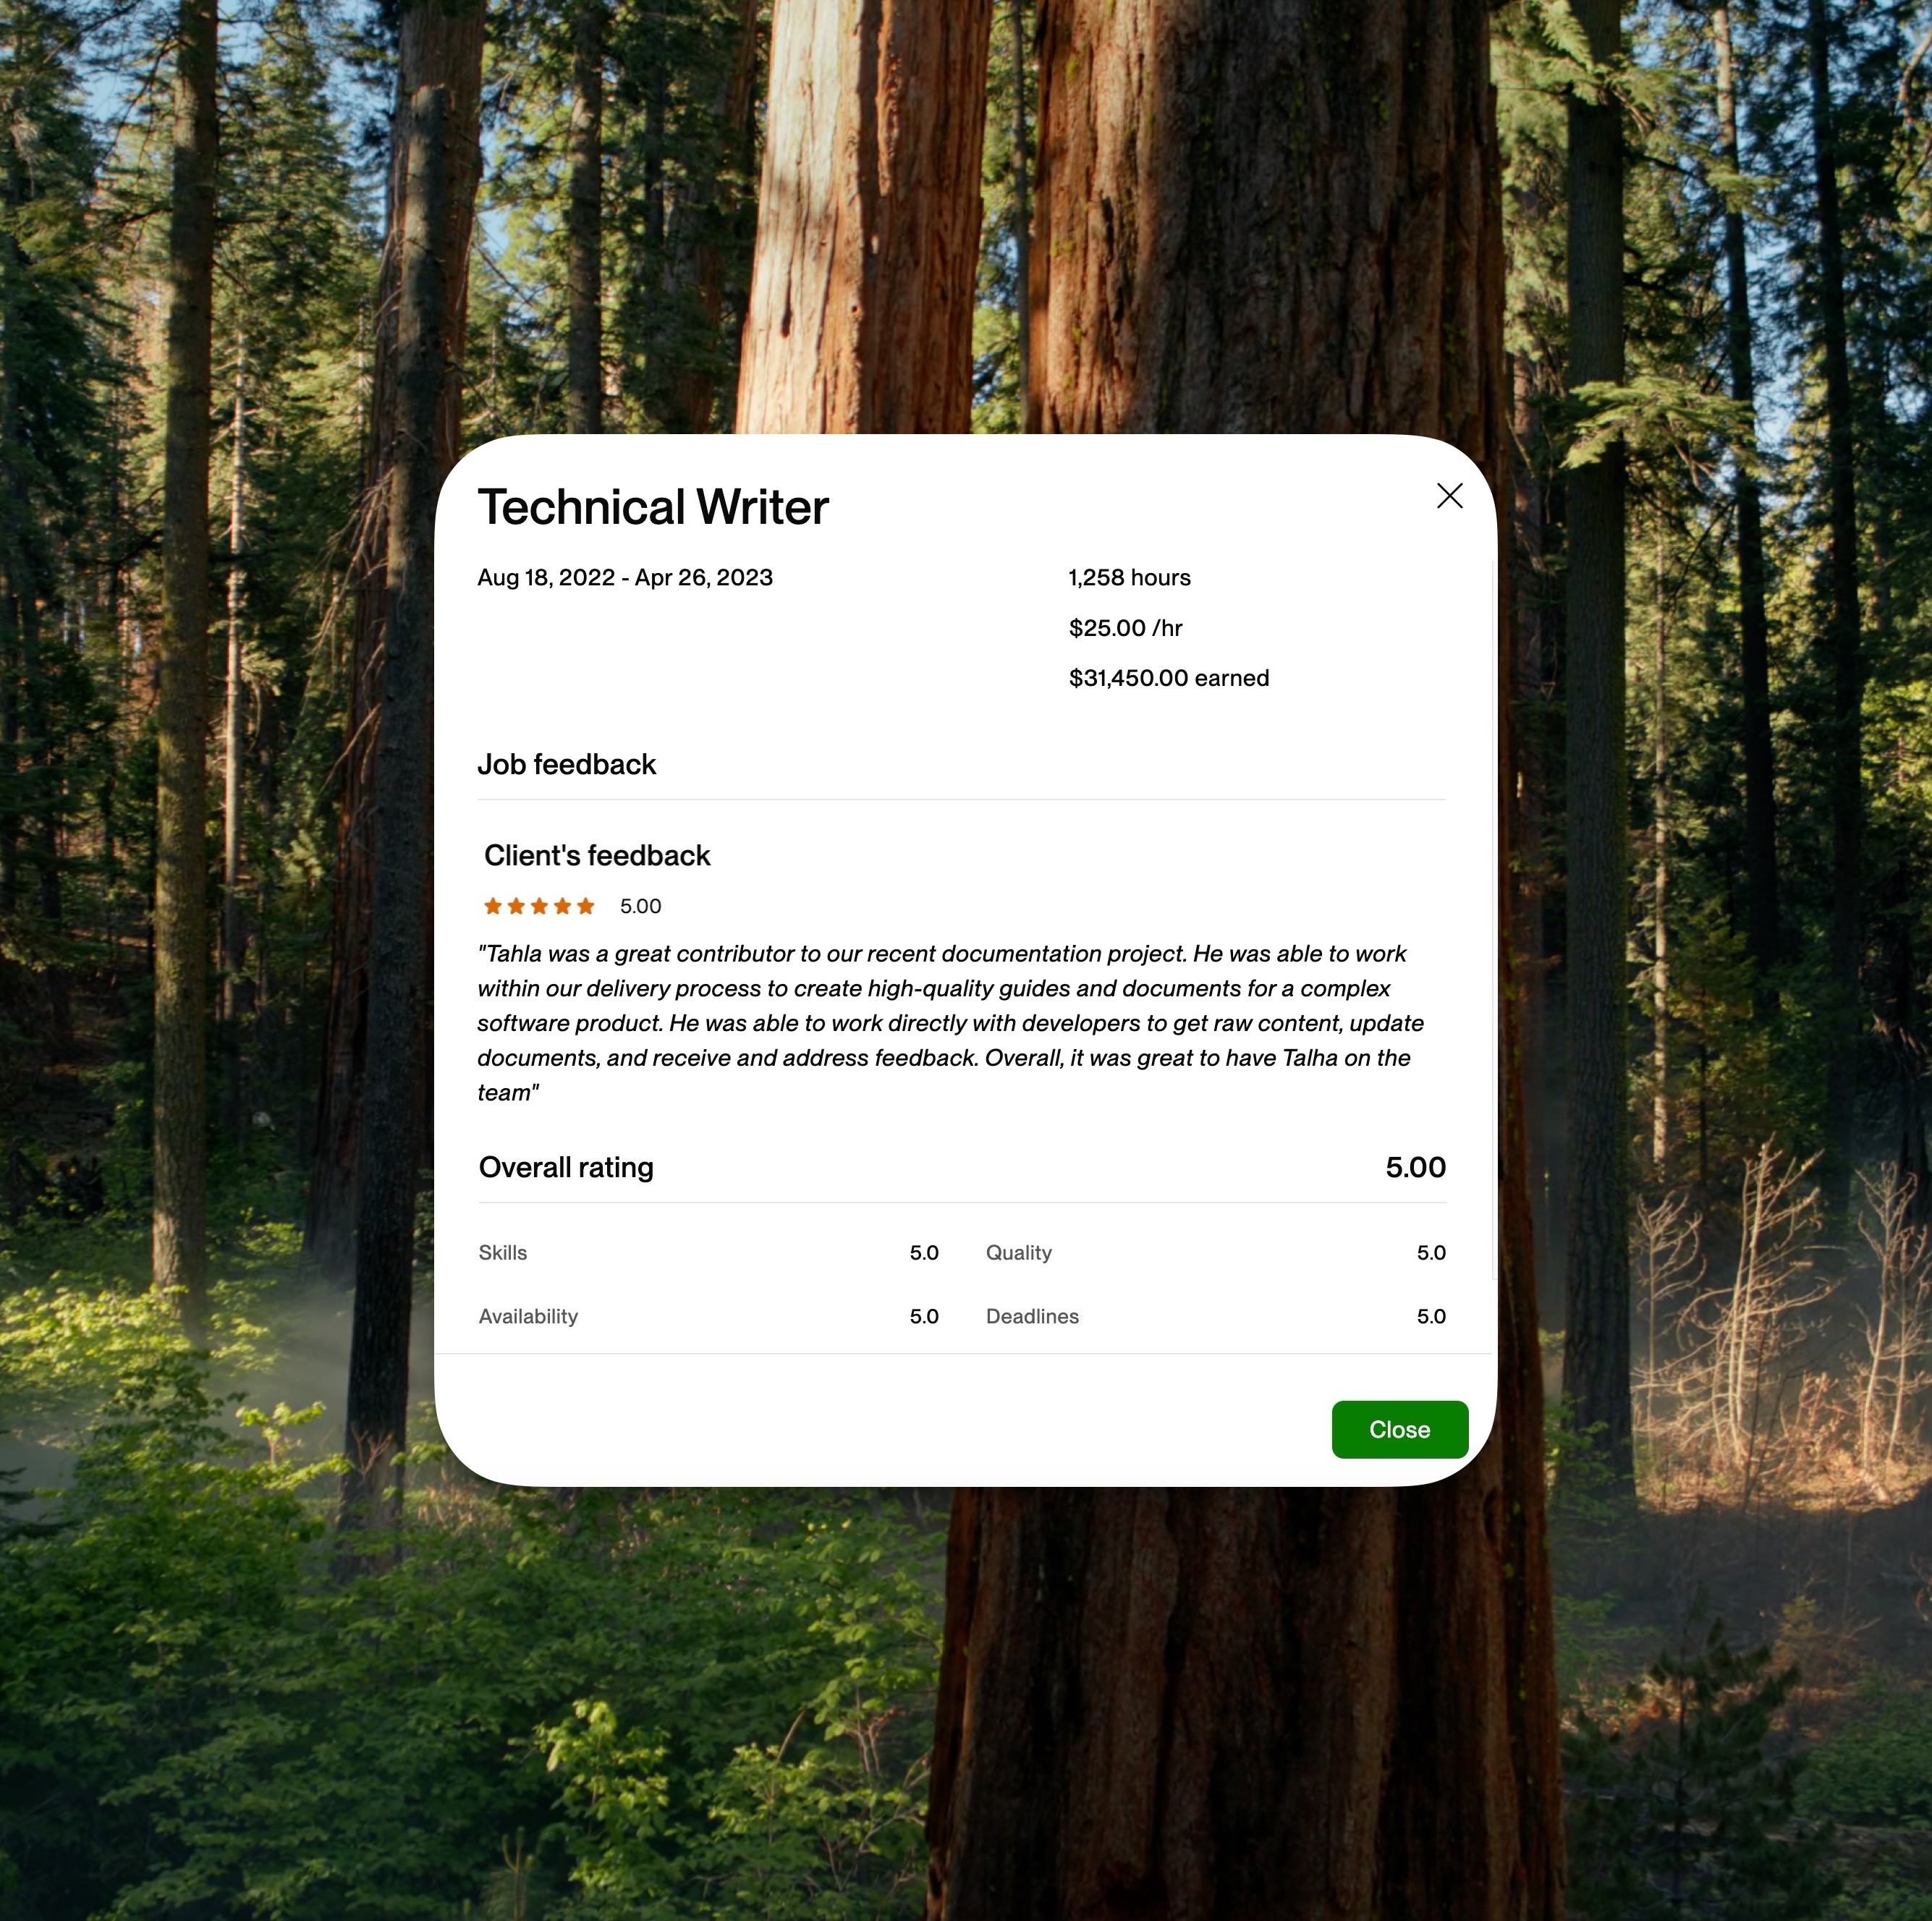 Technical Writer
Aug 18, 2022 - Apr 26, 2023
1,258 hours
$25.00 /hr
$31,450.00 earned
Job feedback
Client's feedback
5.00
"Tahla was a great contributor to our recent documentation project. He was able to work
within our delivery process to create high-quality guides and documents for a complex
software product. He was able to work directly with developers to get raw content, update
documents, and receive and address feedback. Overall, it was great to have Talha on the
team"
Overall rating 5.00
Skills 5.0 Quality 5.0
Availability 5.0 Deadlines 5.0
Close